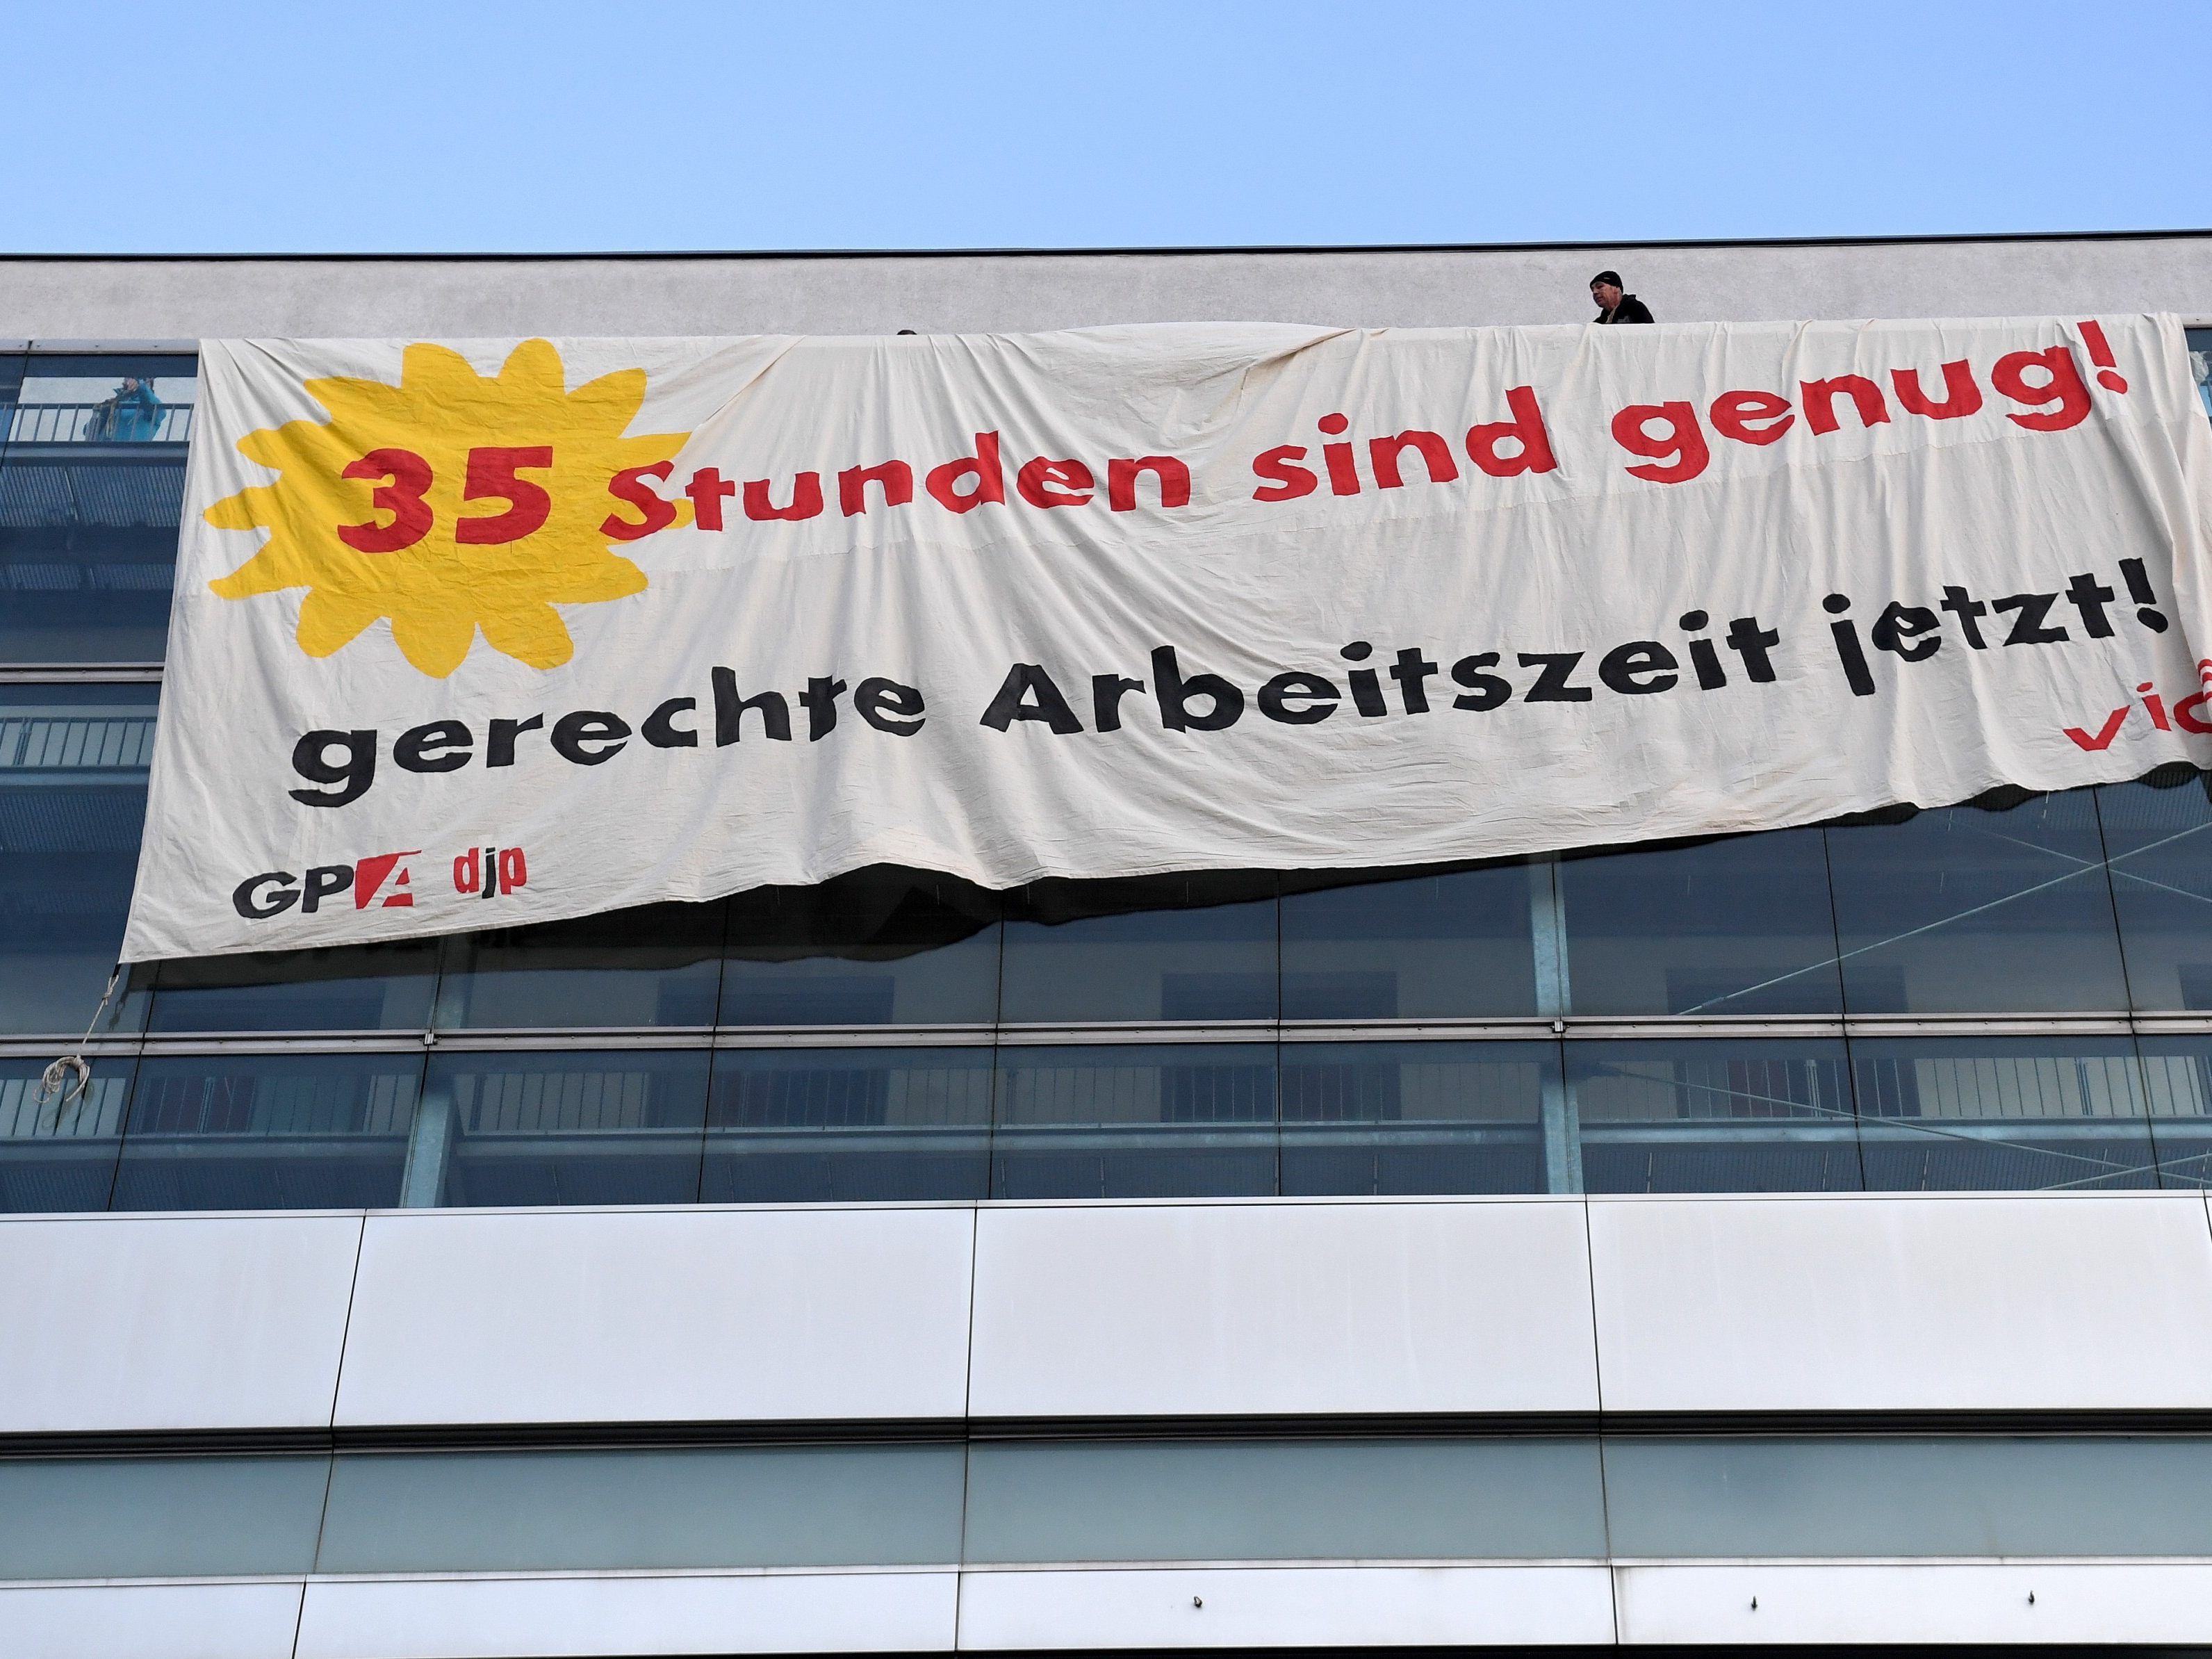 35 Stunden sind genug!
gerechte Arbeitszeit jetzt!
GPA djp